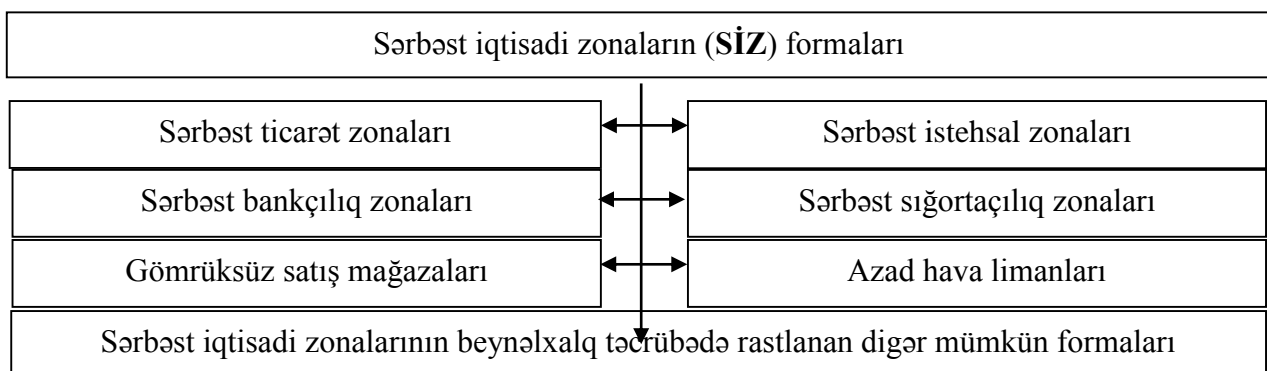 Sərbəst iqtisadi zonaların (SİZ) formaları
Sərbəst ticarət zonaları
Sərbəst istehsal zonaları
Sərbəst bankçılıq zonaları
Sərbəst sığortaçılıq zonaları
Gömrüksüz satış mağazaları
Azad hava limanları
Sərbəst iqtisadi zonalarının beynəlxalq təcrübədə rastlanan digər mümkün formaları